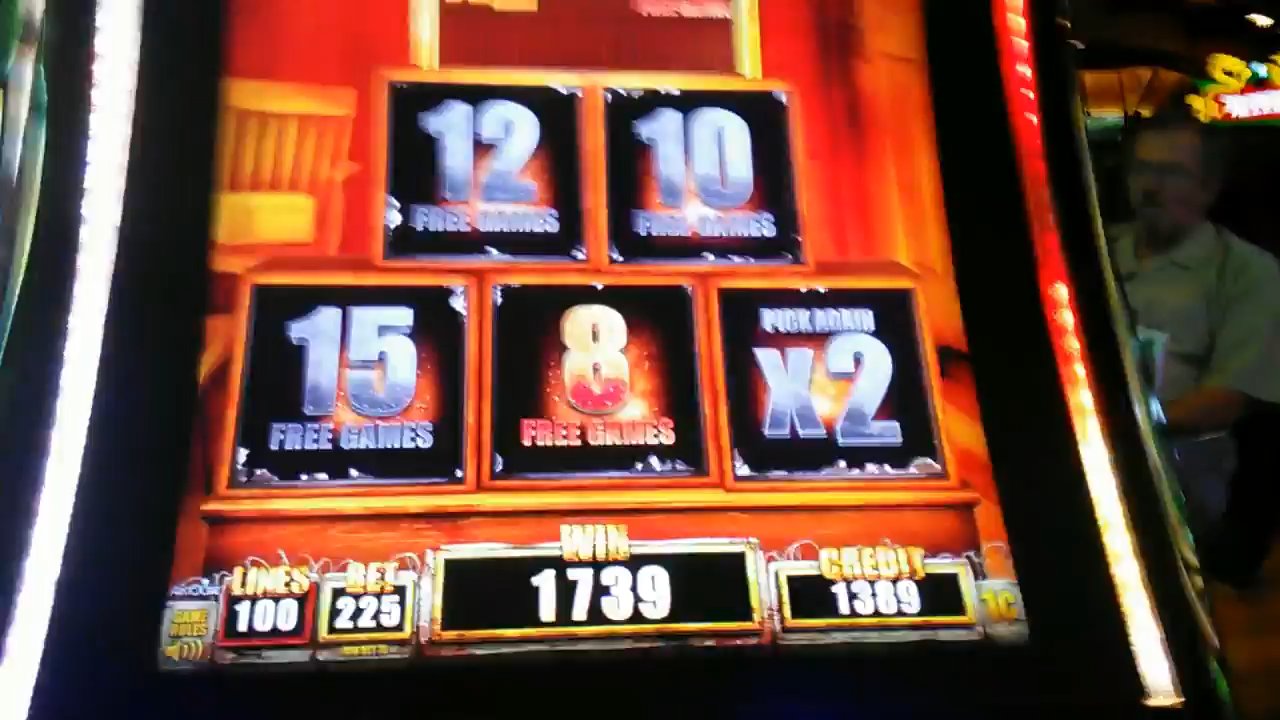 12
FREE GAMES
10
FREE GAMES
15
FREE GAMES
8
FREE GAMES
PICK AGAIN
X2
LINES
100
BET
225
WIN
1739
CREDIT
1389
1C
GAME
RULES